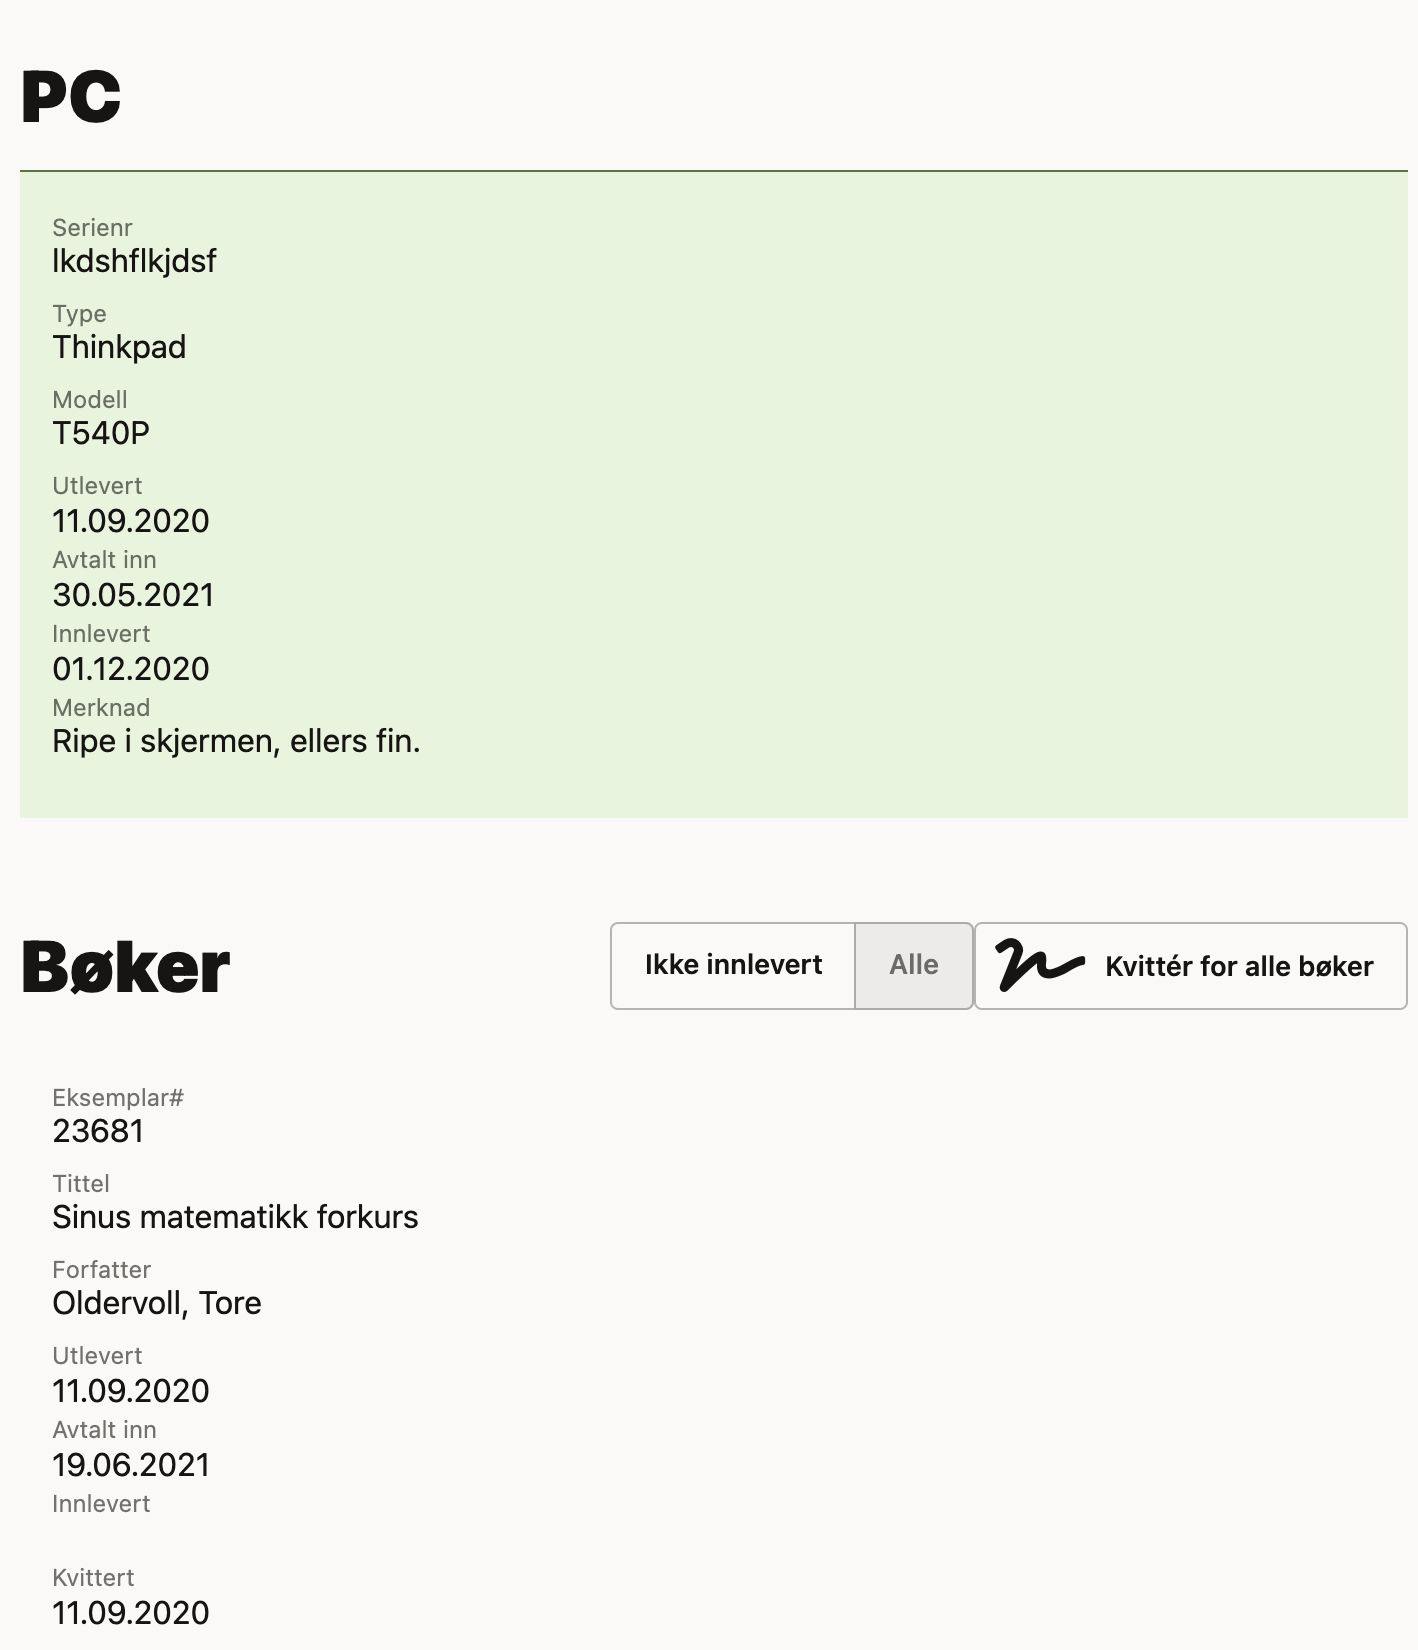 PC
Serienr
lkdshflkjdsf
Type
Thinkpad
Modell
T540P
Utlevert
11.09.2020
Avtalt inn
30.05.2021
Innlevert
01.12.2020
Merknad
Ripe i skjermen, ellers fin.
Bøker
Ikke innlevert
Alle
Kvittér for alle bøker
Eksemplar#
23681
Tittel
Sinus matematikk forkurs
Forfatter
Oldervoll, Tore
Utlevert
11.09.2020
Avtalt inn
19.06.2021
Innlevert
Kvittert
11.09.2020